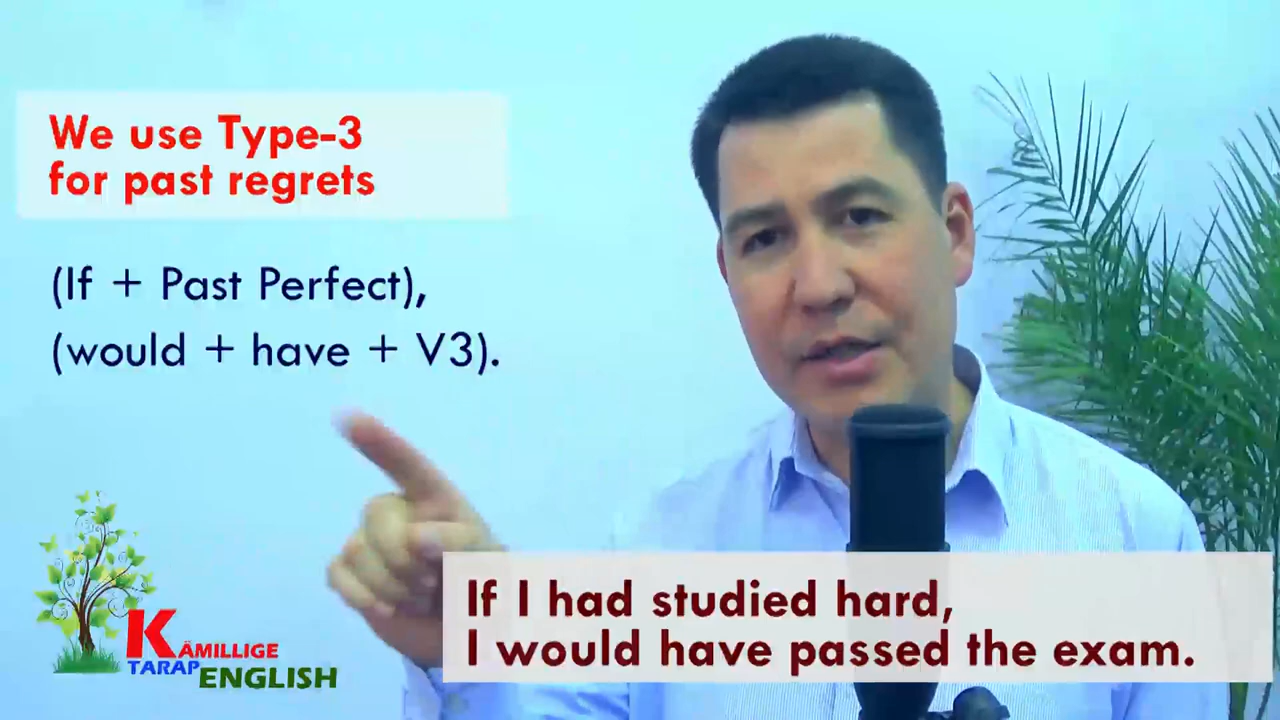 We use Type-3
for past regrets
(If + Past Perfect),
(would + have + V3).
If I had studied hard,
I would have passed the exam.
KÄMILLIGE
TARAP
ENGLISH